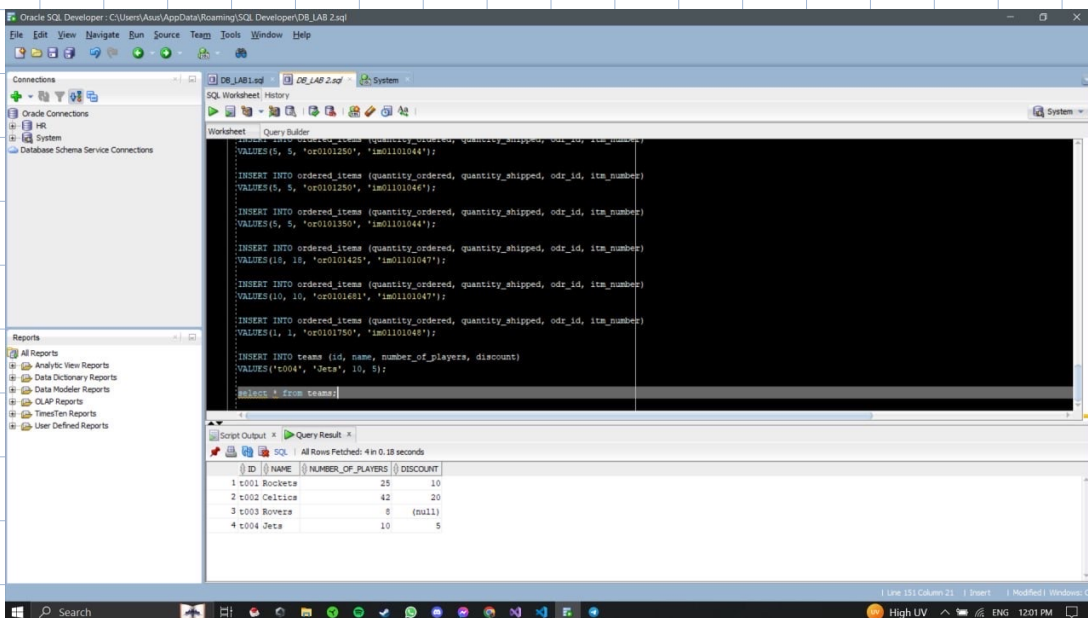 Oracle SQL Developer : C:\Users\Asus\AppData\Roaming\SQL Developer\DB_LAB 2.sql
File Edit View Navigate Run Source Team Tools Window Help
Connections
Oracle Connections
HR
System
Database Schema Service Connections
Reports
All Reports
Analytic View Reports
Data Dictionary Reports
Data Modeler Reports
OLAP Reports
TimesTen Reports
User Defined Reports
DB_LAB1.sql DB_LAB 2.sql System
SQL Worksheet History
System
Worksheet Query Builder
INSERT INTO ordered_items (quantity_ordered, quantity_shipped, odr_id, itm_number)
VALUES(5, 5, 'or0101250', 'im01101044');
INSERT INTO ordered_items (quantity_ordered, quantity_shipped, odr_id, itm_number)
VALUES(5, 5, 'or0101250', 'im01101046');
INSERT INTO ordered_items (quantity_ordered, quantity_shipped, odr_id, itm_number)
VALUES(5, 5, 'or0101350', 'im01101044');
INSERT INTO ordered_items (quantity_ordered, quantity_shipped, odr_id, itm_number)
VALUES(18, 18, 'or0101425', 'im01101047');
INSERT INTO ordered_items (quantity_ordered, quantity_shipped, odr_id, itm_number)
VALUES(10, 10, 'or0101681', 'im01101047');
INSERT INTO ordered_items (quantity_ordered, quantity_shipped, odr_id, itm_number)
VALUES(1, 1, 'or0101750', 'im01101048');
INSERT INTO teams (id, name, number_of_players, discount)
VALUES('t004', 'Jets', 10, 5);
select * from teams;
Script Output Query Result
SQL | All Rows Fetched: 4 in 0.18 seconds
ID NAME NUMBER_OF_PLAYERS DISCOUNT
1 t001 Rockets 25 10
2 t002 Celtics 42 20
3 t003 Rovers 8 (null)
4 t004 Jets 10 5
Line 151 Column 21 | Insert | Modified | Windows:
Search
High UV ENG 12:01 PM